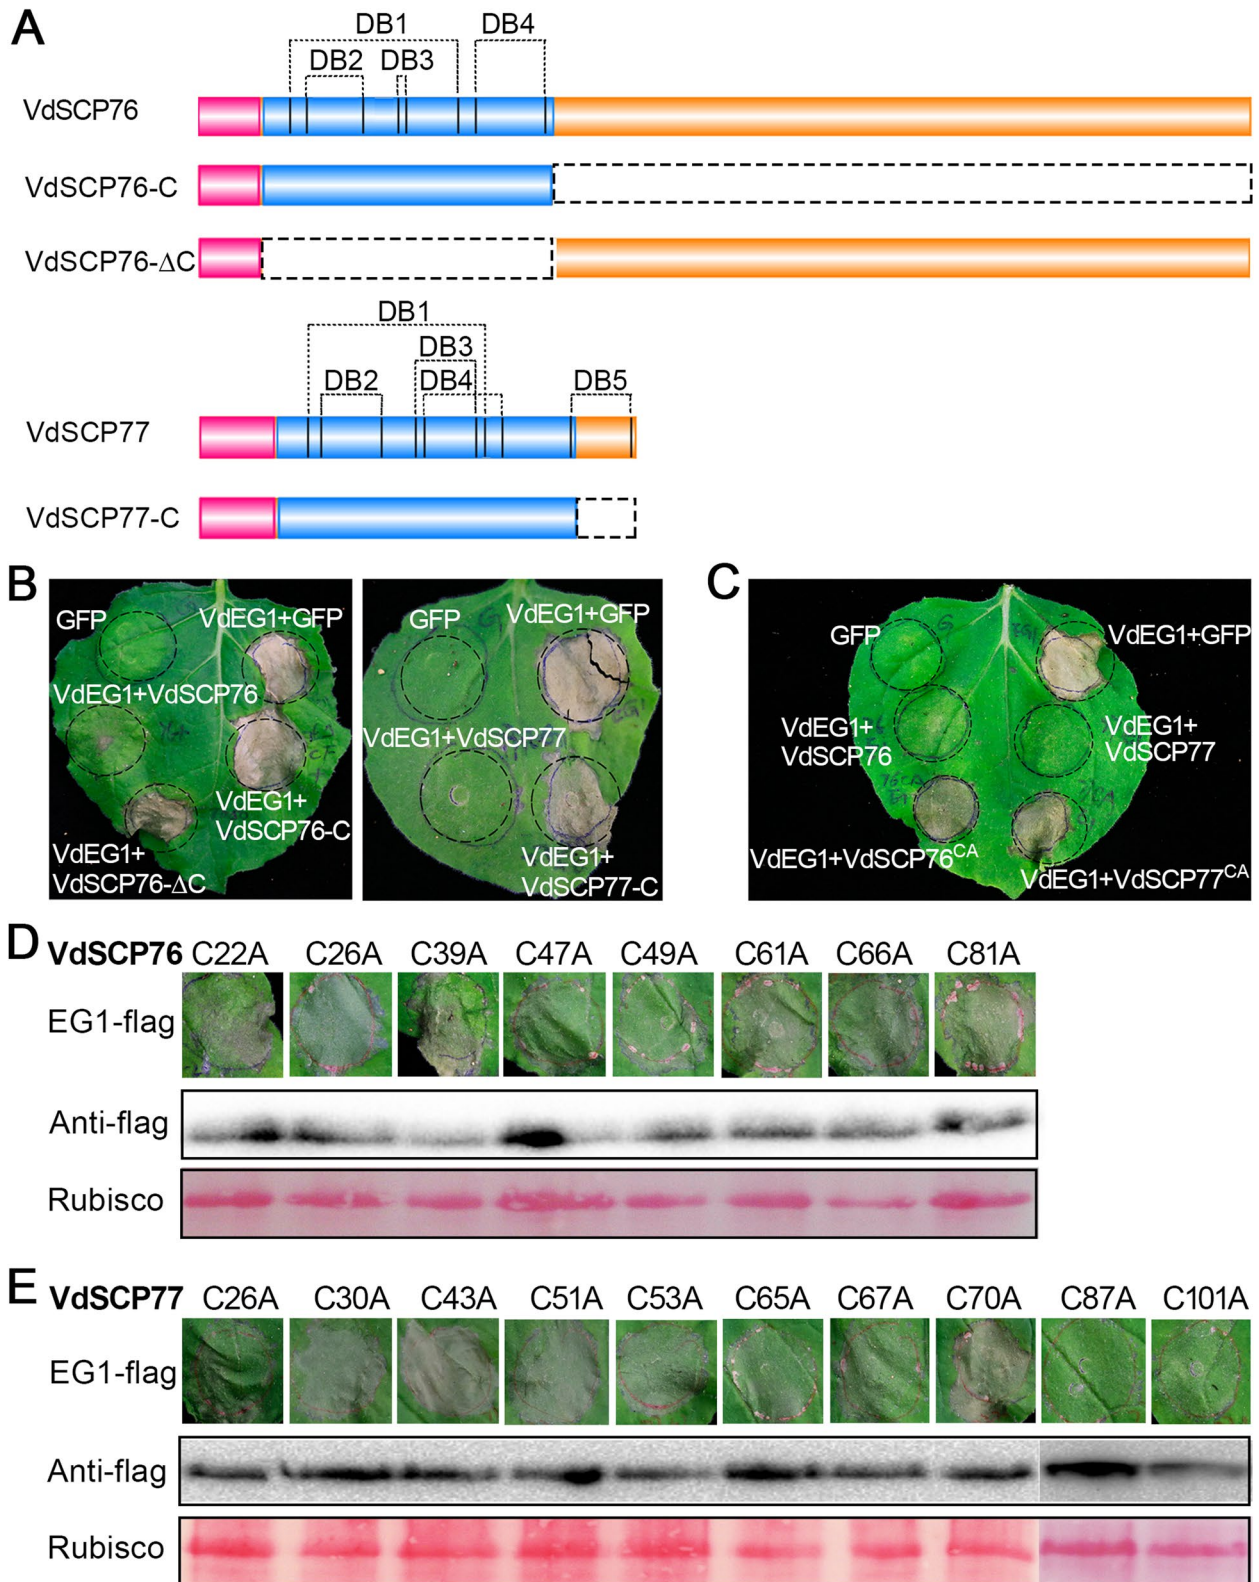 A
DB1
DB4
DB2
DB3
VdSCP76
VdSCP76-C
VdSCP76-ΔC
DB1
DB3
DB2
DB4
DB5
VdSCP77
VdSCP77-C
B
GFP
VdEG1+GFP
VdEG1+VdSCP76
VdEG1+
VdSCP76-C
VdEG1+
VdSCP76-ΔC
GFP
VdEG1+GFP
VdEG1+VdSCP77
VdEG1+
VdSCP77-C
C
GFP
VdEG1+GFP
VdEG1+
VdSCP76
VdEG1+
VdSCP77
VdEG1+VdSCP76CA
VdEG1+VdSCP77CA
D
VdSCP76 C22A C26A C39A C47A C49A C61A C66A C81A
EG1-flag
Anti-flag
Rubisco
E
VdSCP77 C26A C30A C43A C51A C53A C65A C67A C70A C87A C101A
EG1-flag
Anti-flag
Rubisco